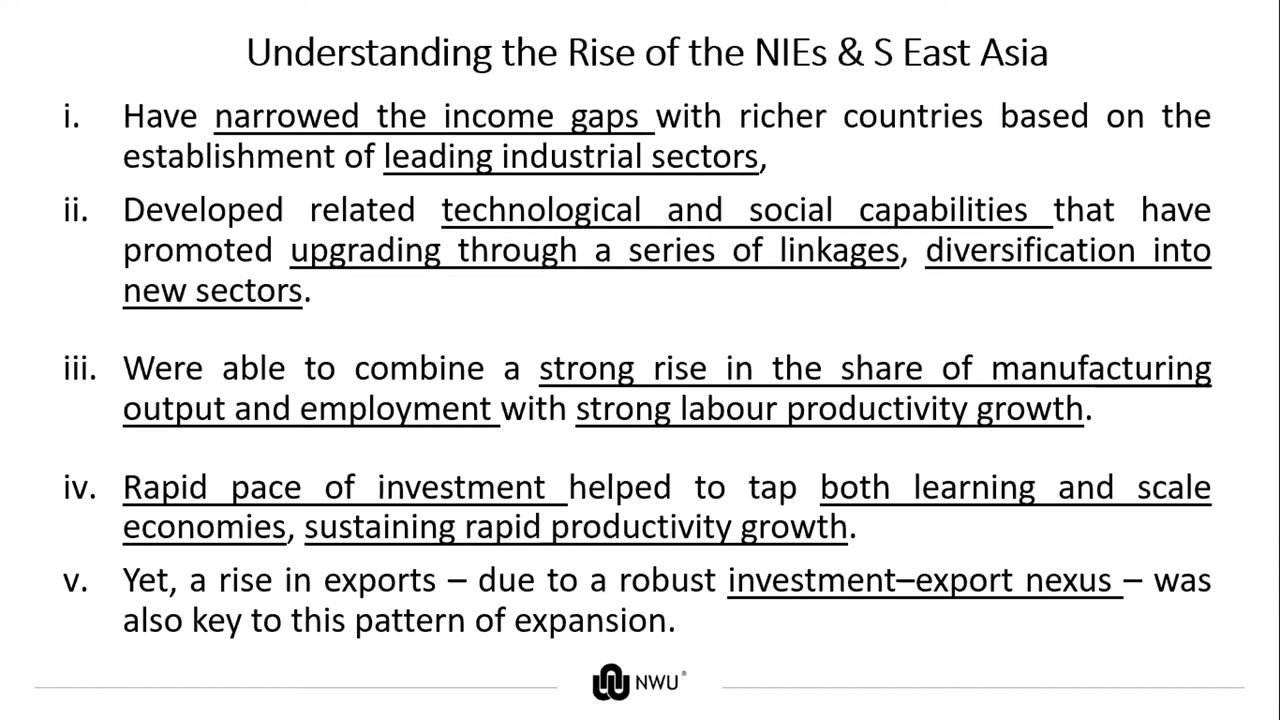 Understanding the Rise of the NIEs & S East Asia
i. Have narrowed the income gaps with richer countries based on the
establishment of leading industrial sectors,
ii. Developed related technological and social capabilities that have
promoted upgrading through a series of linkages, diversification into
new sectors.
iii. Were able to combine a strong rise in the share of manufacturing
output and employment with strong labour productivity growth.
iv. Rapid pace of investment helped to tap both learning and scale
economies, sustaining rapid productivity growth.
v. Yet, a rise in exports – due to a robust investment–export nexus – was
also key to this pattern of expansion.
NWU®